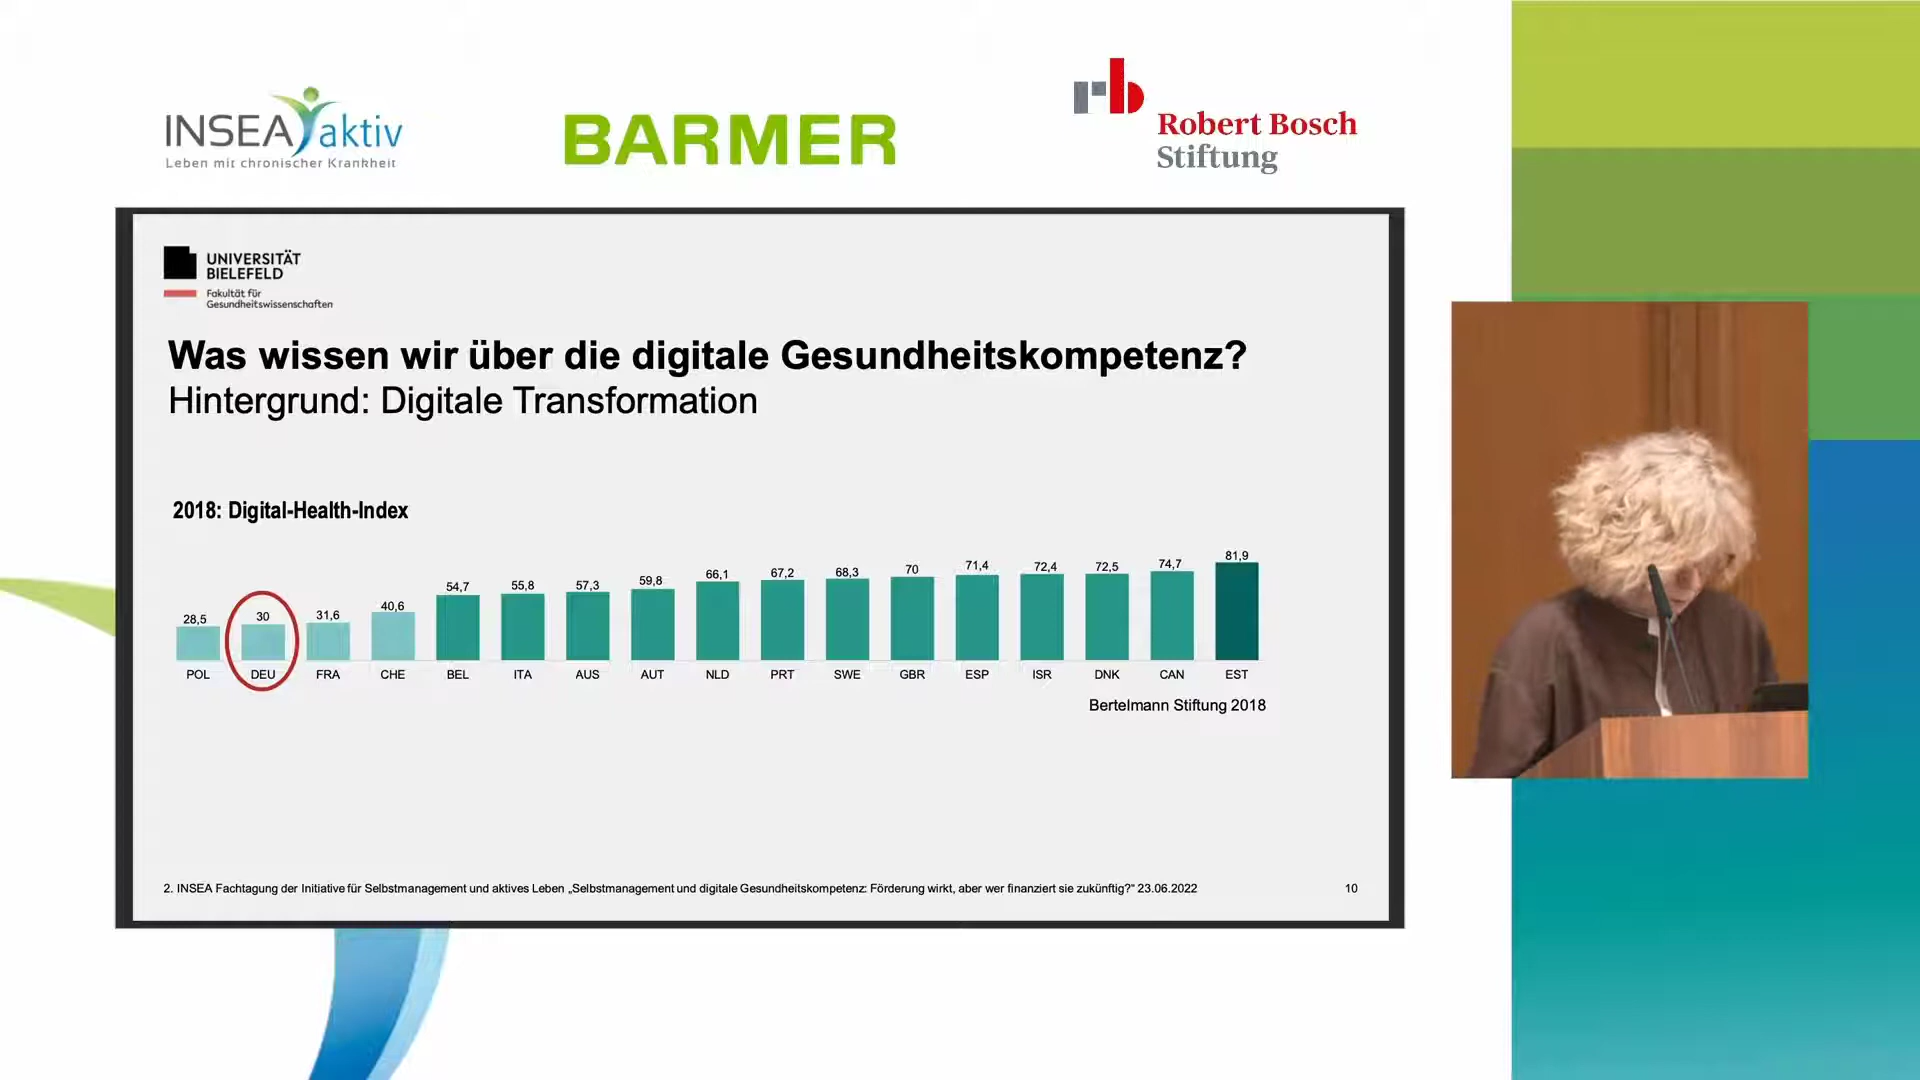 INSEA aktiv
Leben mit chronischer Krankheit
BARMER
rb
Robert Bosch
Stiftung
UNIVERSITÄT
BIELEFELD
Fakultät für
Gesundheitswissenschaften
Was wissen wir über die digitale Gesundheitskompetenz?
Hintergrund: Digitale Transformation
2018: Digital-Health-Index
28,5 30 31,6 40,6 54,7 55,8 57,3 59,8 66,1 67,2 68,3 70 71,4 72,4 72,5 74,7 81,9
POL DEU FRA CHE BEL ITA AUS AUT NLD PRT SWE GBR ESP ISR DNK CAN EST
Bertelmann Stiftung 2018
2. INSEA Fachtagung der Initiative für Selbstmanagement und aktives Leben „Selbstmanagement und digitale Gesundheitskompetenz: Förderung wirkt, aber wer finanziert sie zukünftig?“ 23.06.2022
10